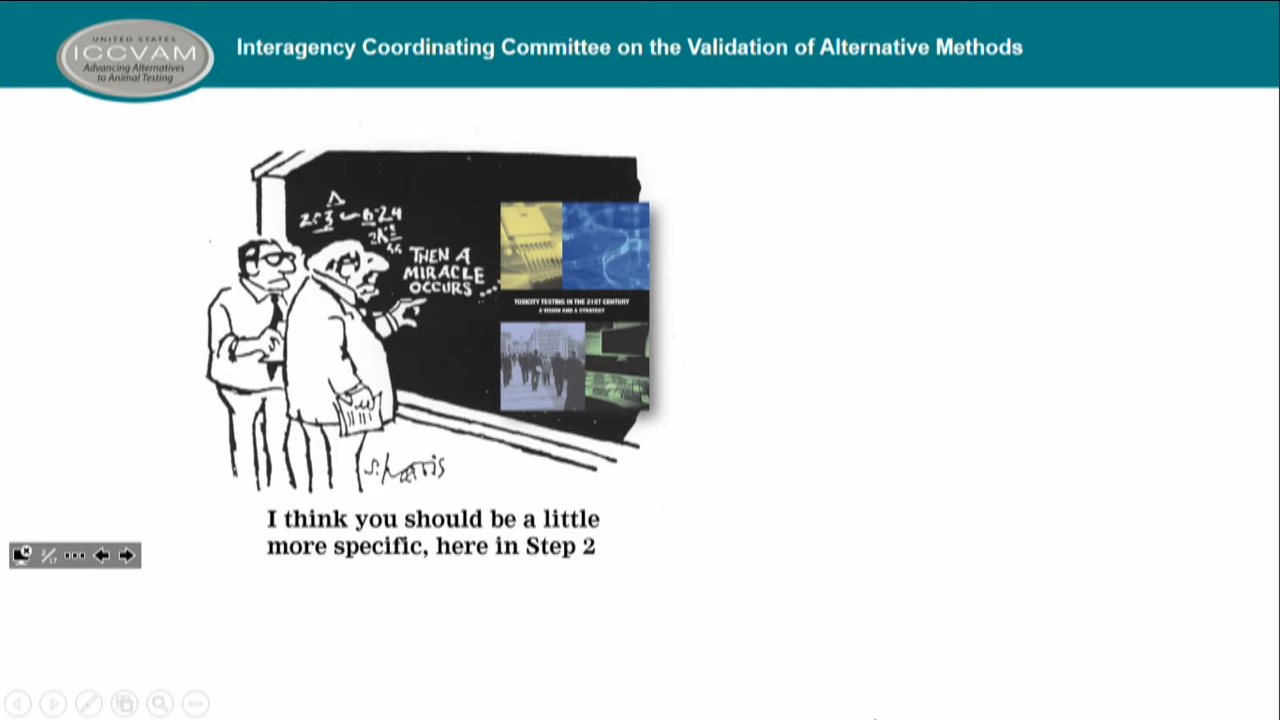 UNITED STATES
ICCVAM
Advancing Alternatives
to Animal Testing
Interagency Coordinating Committee on the Validation of Alternative Methods
THEN A
MIRACLE
OCCURS...
TOXICITY TESTING IN THE 21ST CENTURY
A VISION AND A STRATEGY
S. Harris
I think you should be a little
more specific, here in Step 2